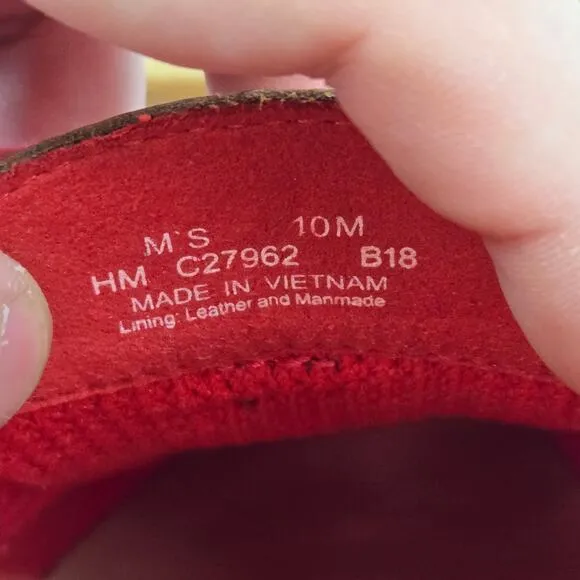 M'S 10M
HM C27962 B18
MADE IN VIETNAM
Lining: Leather and Manmade